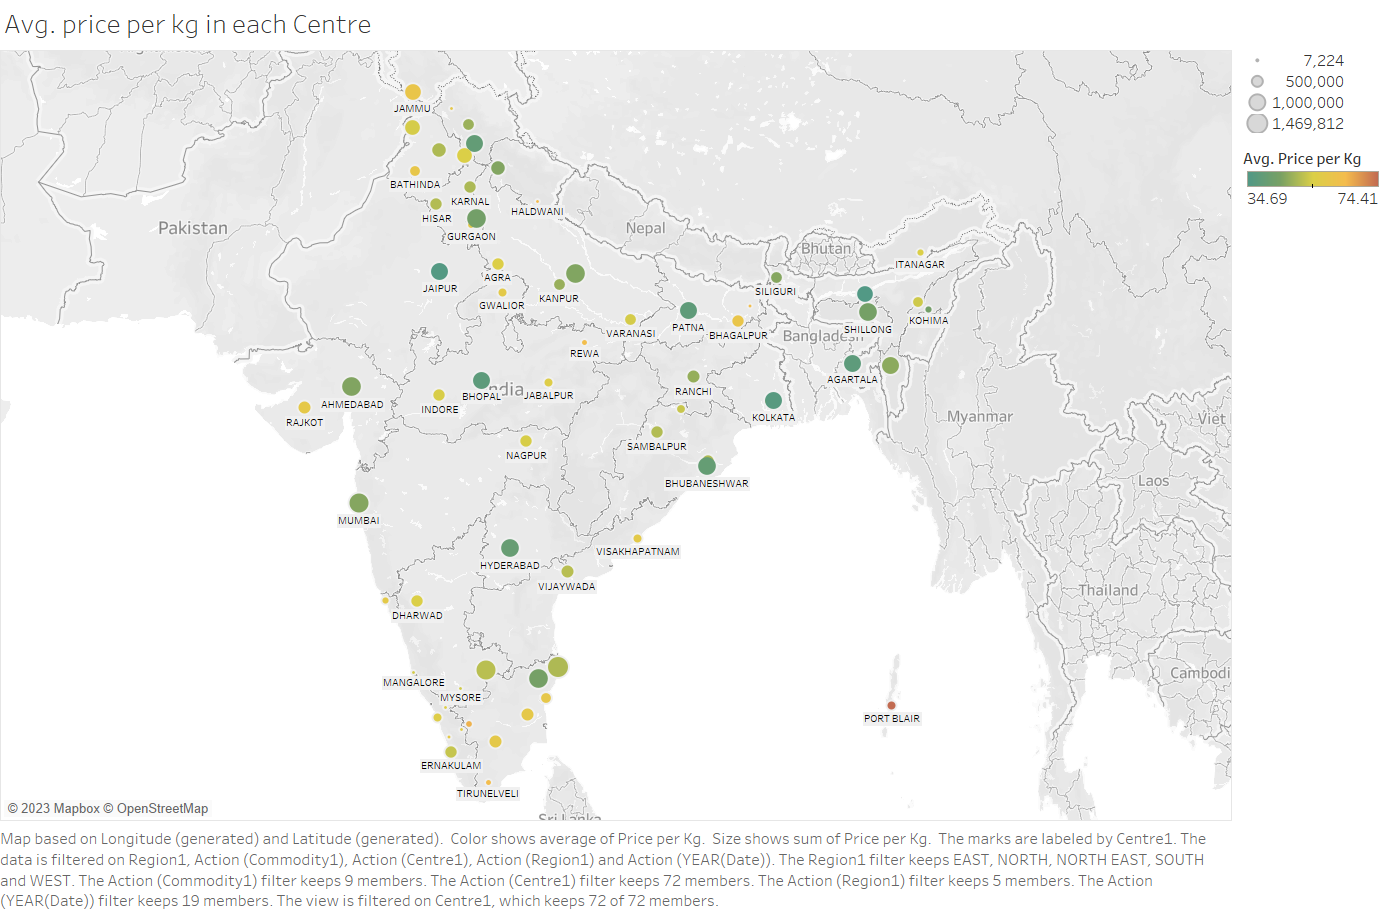 Avg. price per kg in each Centre
7,224
500,000
1,000,000
1,469,812
Avg. Price per Kg
34.69 74.41
JAMMU
BATHINDA
KARNAL
HISAR
HALDWANI
Pakistan
Nepal
GURGAON
Bhutan
ITANAGAR
AGRA
JAIPUR
SILIGURI
KANPUR
GWALIOR
KOHIMA
PATNA
SHILLONG
VARANASI
BHAGALPUR
Bangladesh
REWA
AGARTALA
India
RANCHI
BHOPAL
JABALPUR
AHMEDABAD
INDORE
KOLKATA
Myanmar
Viet
RAJKOT
SAMBALPUR
NAGPUR
Laos
BHUBANESHWAR
MUMBAI
VISAKHAPATNAM
HYDERABAD
VIJAYWADA
Thailand
DHARWAD
Cambodi
MANGALORE
MYSORE
PORT BLAIR
ERNAKULAM
TIRUNELVELI
© 2023 Mapbox © OpenStreetMap
Sri Lanka
Map based on Longitude (generated) and Latitude (generated). Color shows average of Price per Kg. Size shows sum of Price per Kg. The marks are labeled by Centre1. The
data is filtered on Region1, Action (Commodity1), Action (Centre1), Action (Region1) and Action (YEAR(Date)). The Region1 filter keeps EAST, NORTH, NORTH EAST, SOUTH
and WEST. The Action (Commodity1) filter keeps 9 members. The Action (Centre1) filter keeps 72 members. The Action (Region1) filter keeps 5 members. The Action
(YEAR(Date)) filter keeps 19 members. The view is filtered on Centre1, which keeps 72 of 72 members.